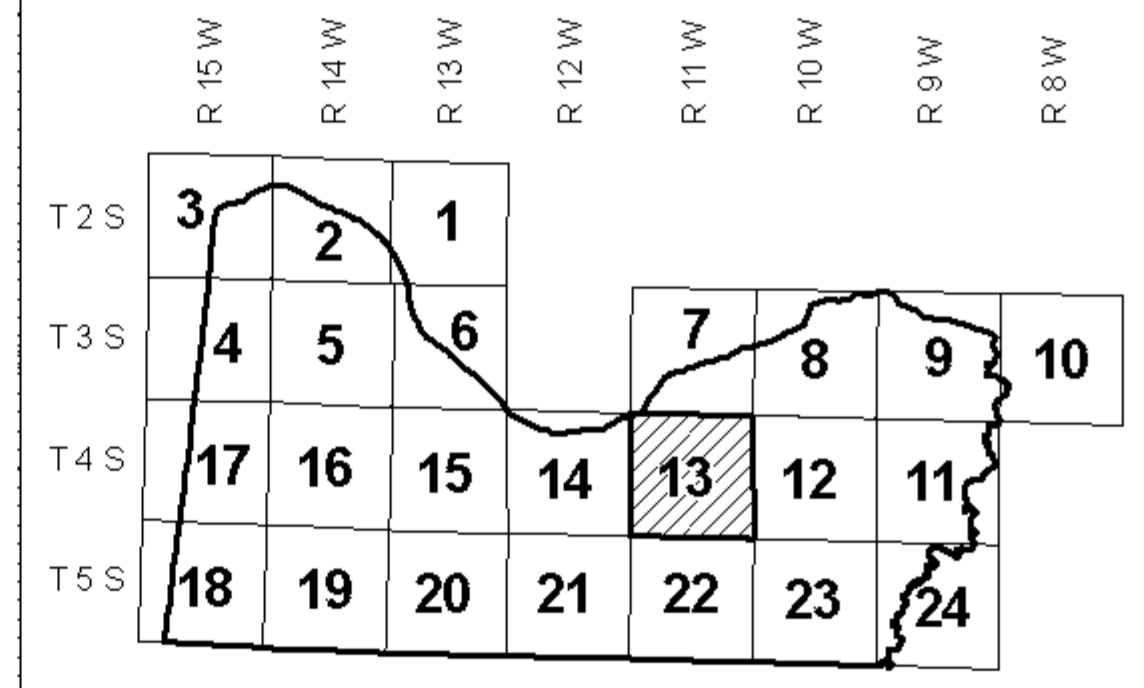 R 15 W R 14 W R 13 W R 12 W R 11 W R 10 W R 9 W R 8 W
T 2 S 3 2 1
T 3 S 4 5 6 7 8 9 10
T 4 S 17 16 15 14 13 12 11
T 5 S 18 19 20 21 22 23 24